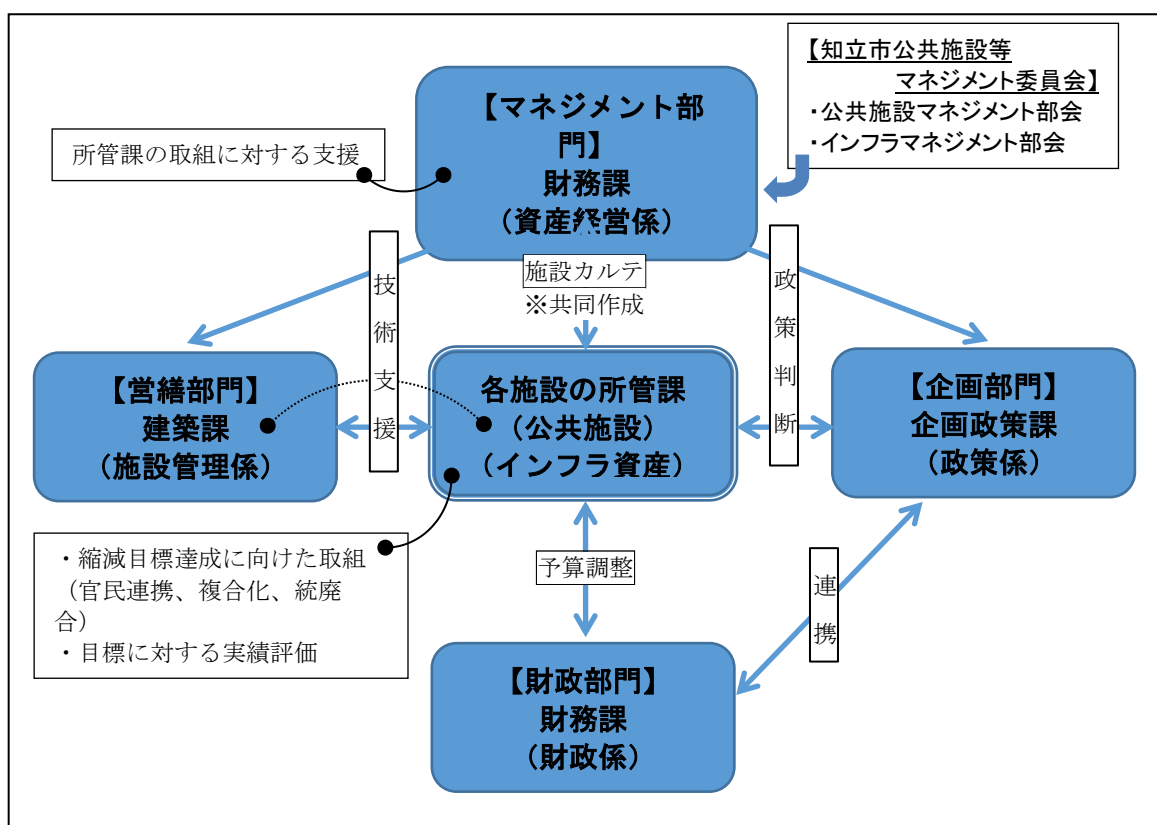 【知立市公共施設等
マネジメント委員会】
・公共施設マネジメント部会
・インフラマネジメント部会
【マネジメント部
門】
財務課
（資産経営係）
所管課の取組に対する支援
技術支援
施設カルテ
※共同作成
政策判断
【営繕部門】
建築課
（施設管理係）
各施設の所管課
（公共施設）
（インフラ資産）
【企画部門】
企画政策課
（政策係）
・縮減目標達成に向けた取組
（官民連携、複合化、統廃
合）
・目標に対する実績評価
予算調整
連携
【財政部門】
財務課
（財政係）